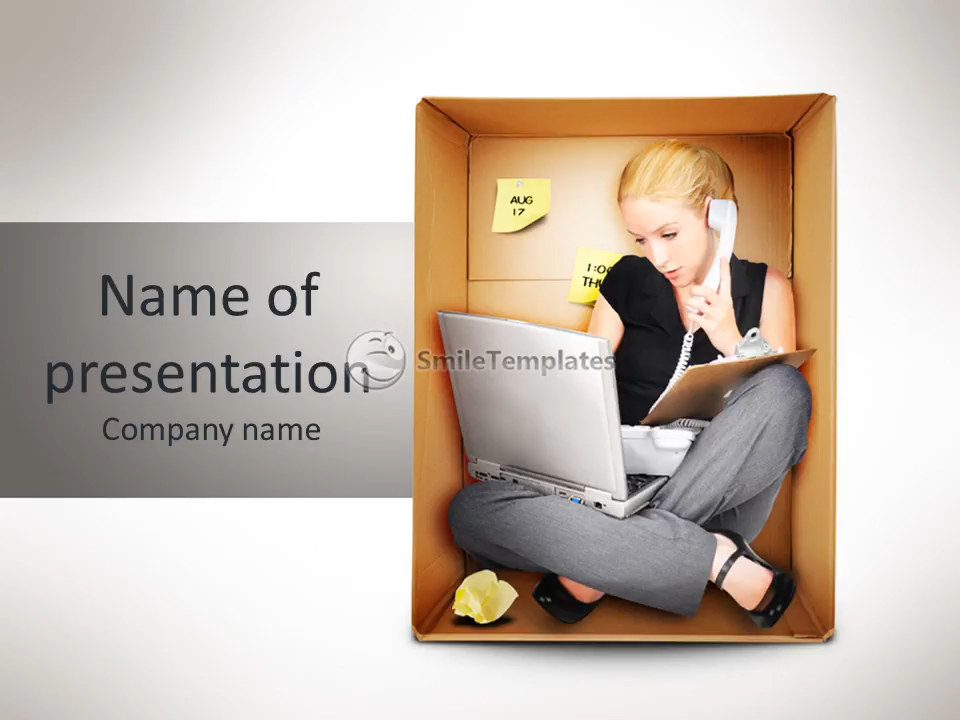 Name of
presentation
Company name
SmileTemplates
AUG
17